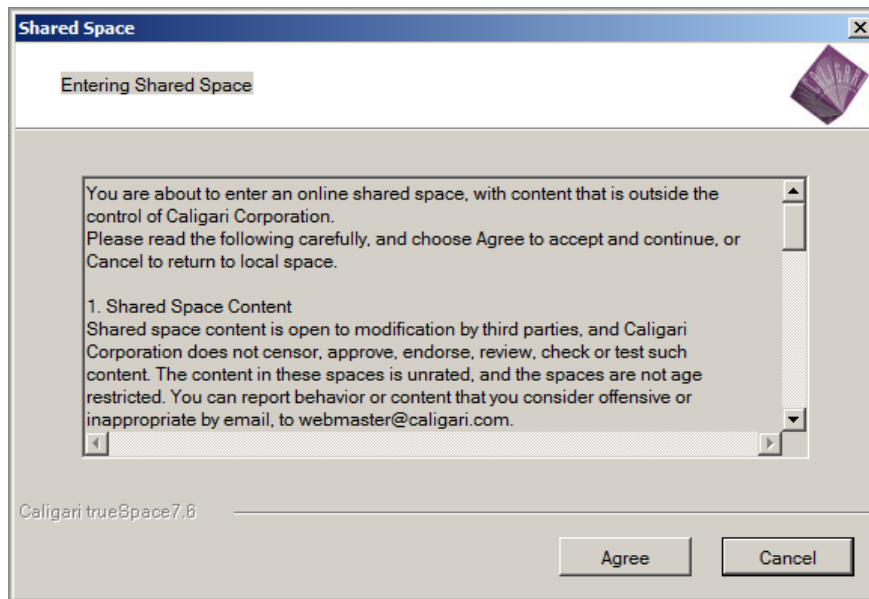 Shared Space
Entering Shared Space
CALIGARI
You are about to enter an online shared space, with content that is outside the
control of Caligari Corporation.
Please read the following carefully, and choose Agree to accept and continue, or
Cancel to return to local space.
1. Shared Space Content
Shared space content is open to modification by third parties, and Caligari
Corporation does not censor, approve, endorse, review, check or test such
content. The content in these spaces is unrated, and the spaces are not age
restricted. You can report behavior or content that you consider offensive or
inappropriate by email, to webmaster@caligari.com.
Caligari trueSpace7.6
Agree
Cancel